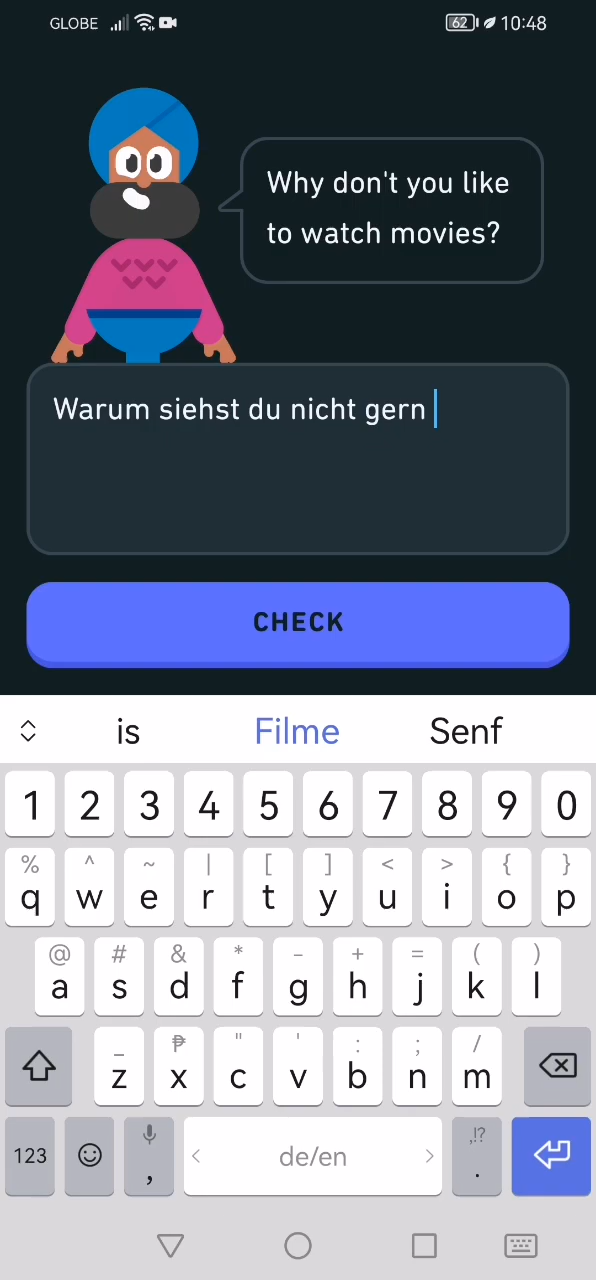 GLOBE 62 10:48
Why don't you like
to watch movies?
Warum siehst du nicht gern
CHECK
is Filme Senf
1 2 3 4 5 6 7 8 9 0
% ^ ~ | [ ] < > { }
q w e r t y u i o p
@ # & * - + = ( )
a s d f g h j k l
_ ₱ " ' : ; /
z x c v b n m
123 , < de/en > ,!? .